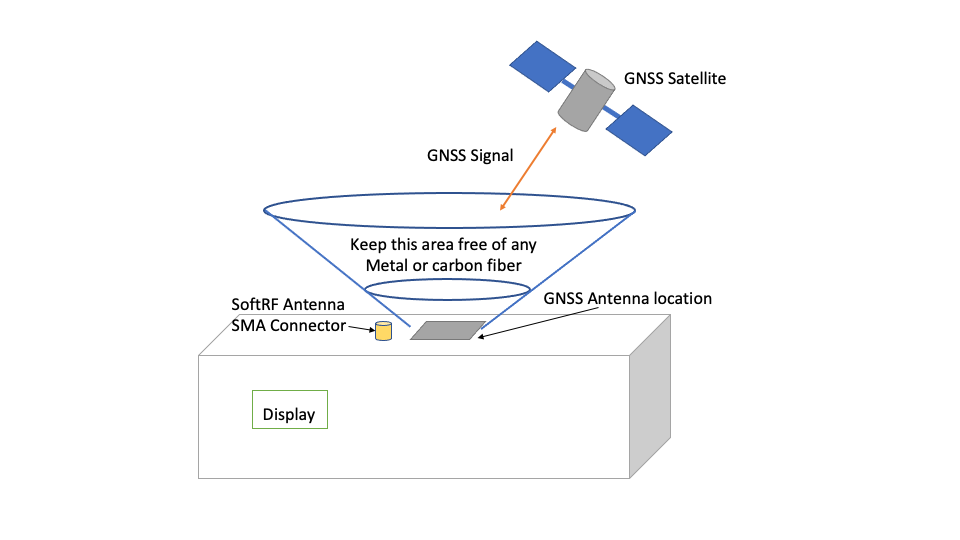 GNSS Satellite
GNSS Signal
Keep this area free of any
Metal or carbon fiber
SoftRF Antenna
SMA Connector
GNSS Antenna location
Display